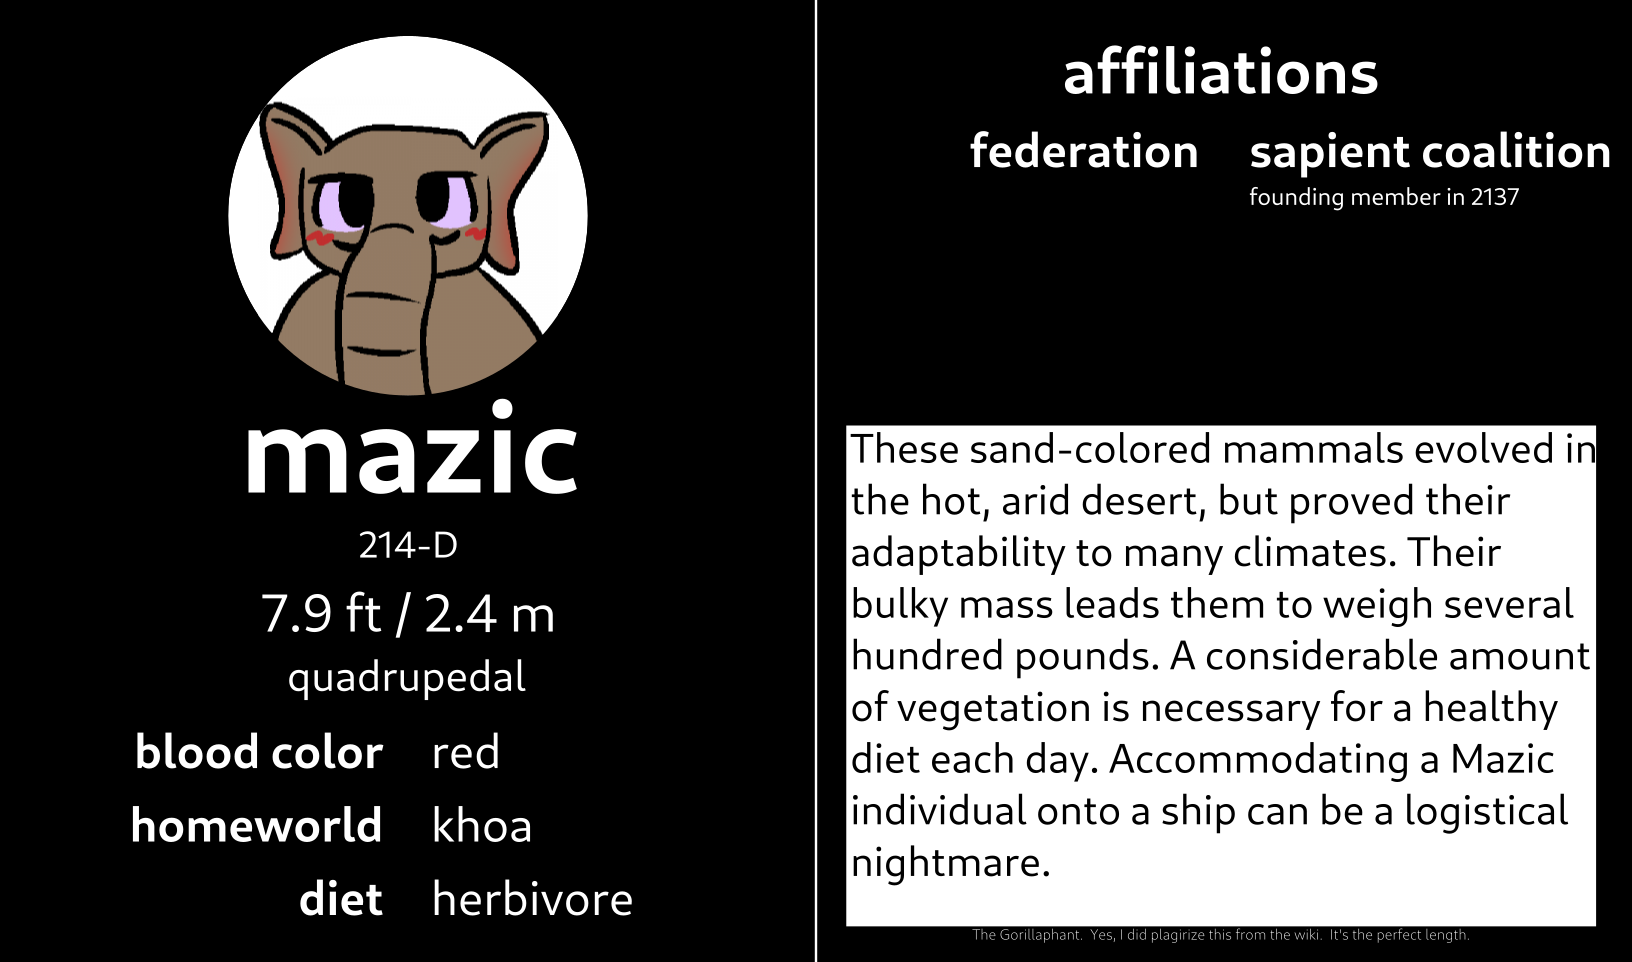 mazic
214-D
7.9 ft / 2.4 m
quadrupedal
blood color red
homeworld khoa
diet herbivore
affiliations
federation
sapient coalition
founding member in 2137
These sand-colored mammals evolved in
the hot, arid desert, but proved their
adaptability to many climates. Their
bulky mass leads them to weigh several
hundred pounds. A considerable amount
of vegetation is necessary for a healthy
diet each day. Accommodating a Mazic
individual onto a ship can be a logistical
nightmare.
The Gorillaphant.  Yes, I did plagirize this from the wiki.  It's the perfect length.